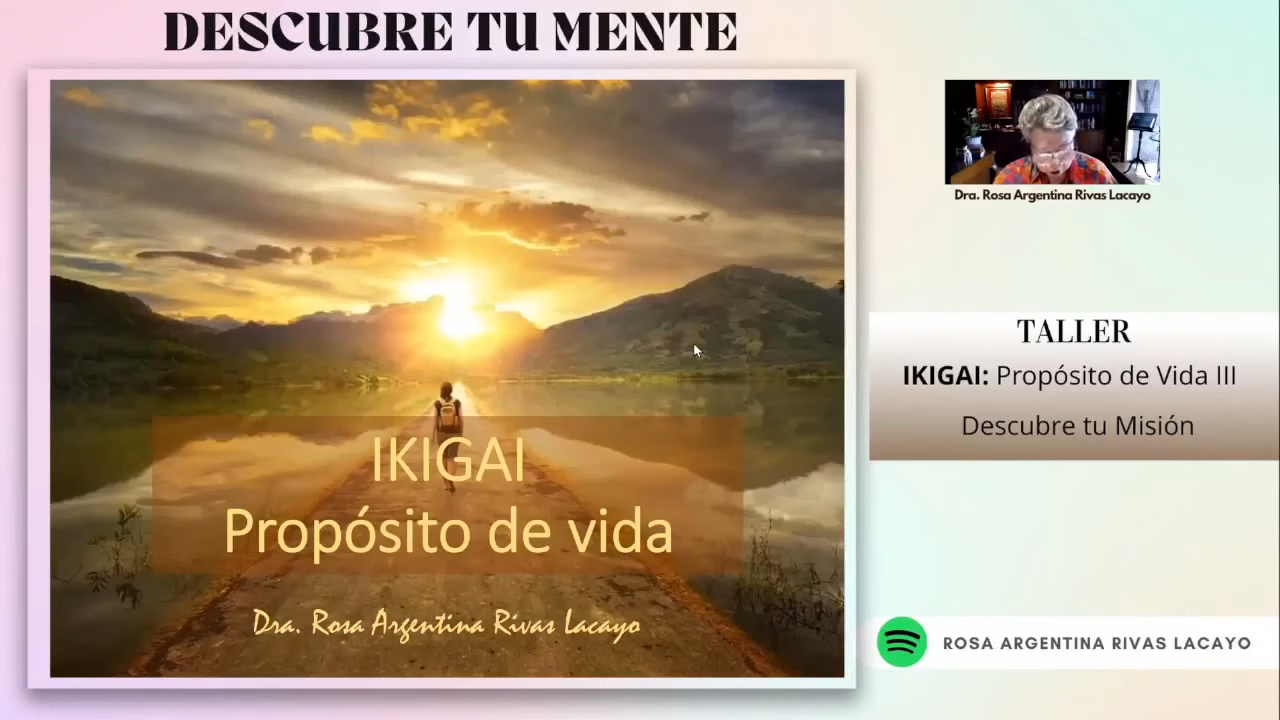 DESCUBRE TU MENTE
IKIGAI
Propósito de vida
Dra. Rosa Argentina Rivas Lacayo
Dra. Rosa Argentina Rivas Lacayo
TALLER
IKIGAI: Propósito de Vida III
Descubre tu Misión
ROSA ARGENTINA RIVAS LACAYO